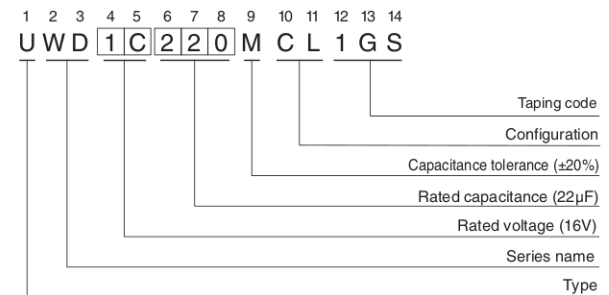 1 2 3 4 5 6 7 8 9 10 11 12 13 14
U W D 1 C 2 2 0 M C L 1 G S
Taping code
Configuration
Capacitance tolerance (±20%)
Rated capacitance (22µF)
Rated voltage (16V)
Series name
Type